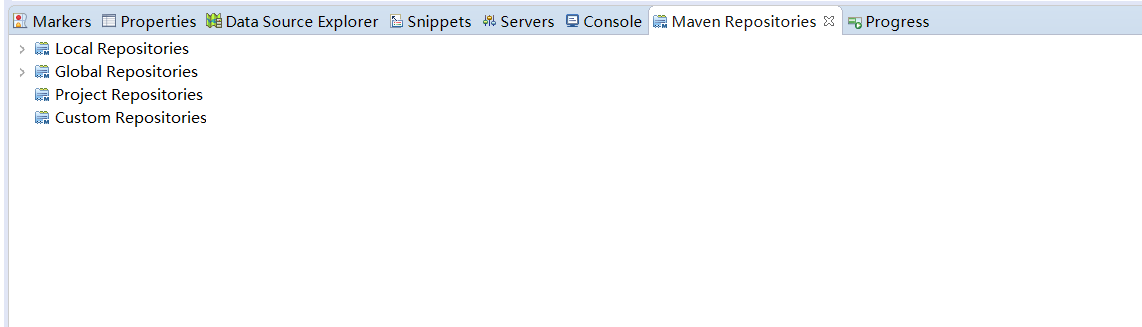 Markers Properties Data Source Explorer Snippets Servers Console Maven Repositories Progress
Local Repositories
Global Repositories
Project Repositories
Custom Repositories